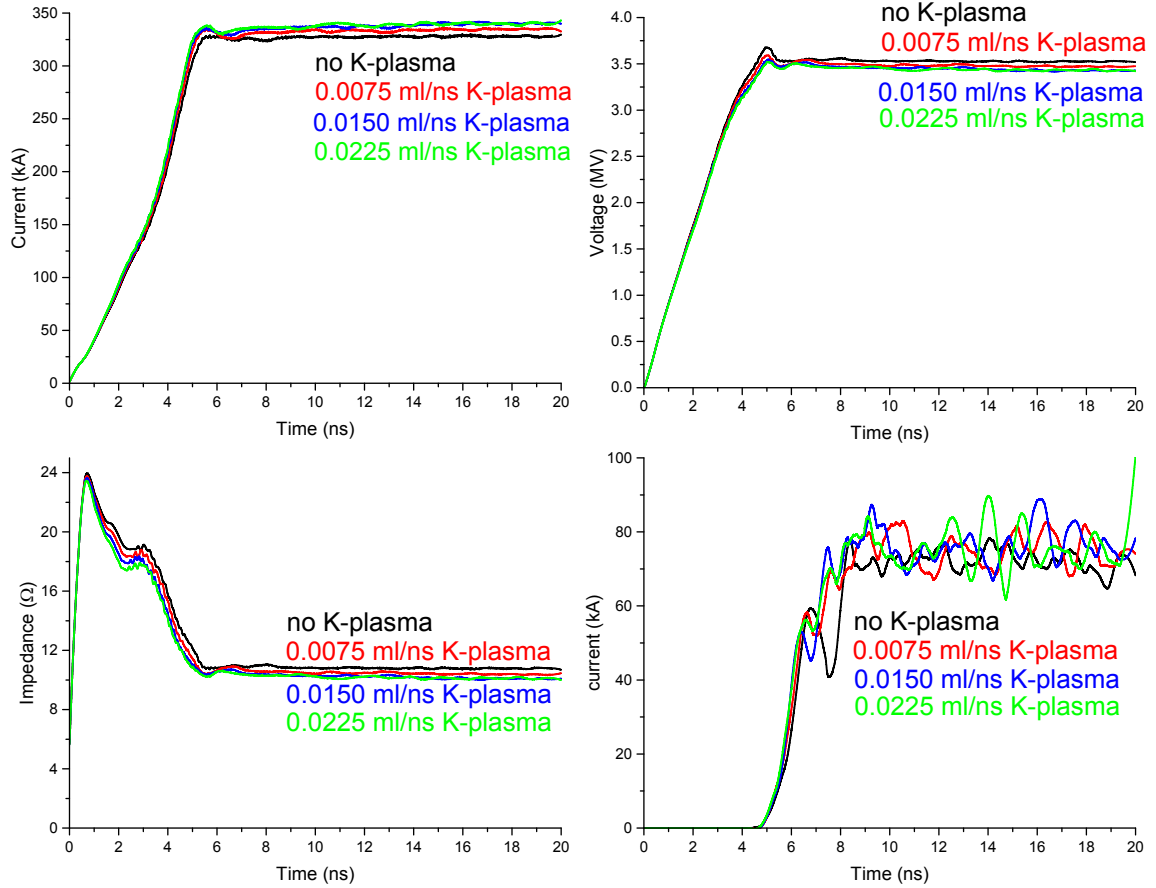 350
300
250
200
150
100
50
0
Current (kA)
no K-plasma
0.0075 ml/ns K-plasma
0.0150 ml/ns K-plasma
0.0225 ml/ns K-plasma
0 2 4 6 8 10 12 14 16 18 20
Time (ns)
4.0
3.5
3.0
2.5
2.0
1.5
1.0
0.5
0.0
Voltage (MV)
no K-plasma
0.0075 ml/ns K-plasma
0.0150 ml/ns K-plasma
0.0225 ml/ns K-plasma
0 2 4 6 8 10 12 14 16 18 20
Time (ns)
24
20
16
12
8
4
0
Impedance (Ω)
no K-plasma
0.0075 ml/ns K-plasma
0.0150 ml/ns K-plasma
0.0225 ml/ns K-plasma
0 2 4 6 8 10 12 14 16 18 20
Time (ns)
100
80
60
40
20
0
current (kA)
no K-plasma
0.0075 ml/ns K-plasma
0.0150 ml/ns K-plasma
0.0225 ml/ns K-plasma
0 2 4 6 8 10 12 14 16 18 20
Time (ns)